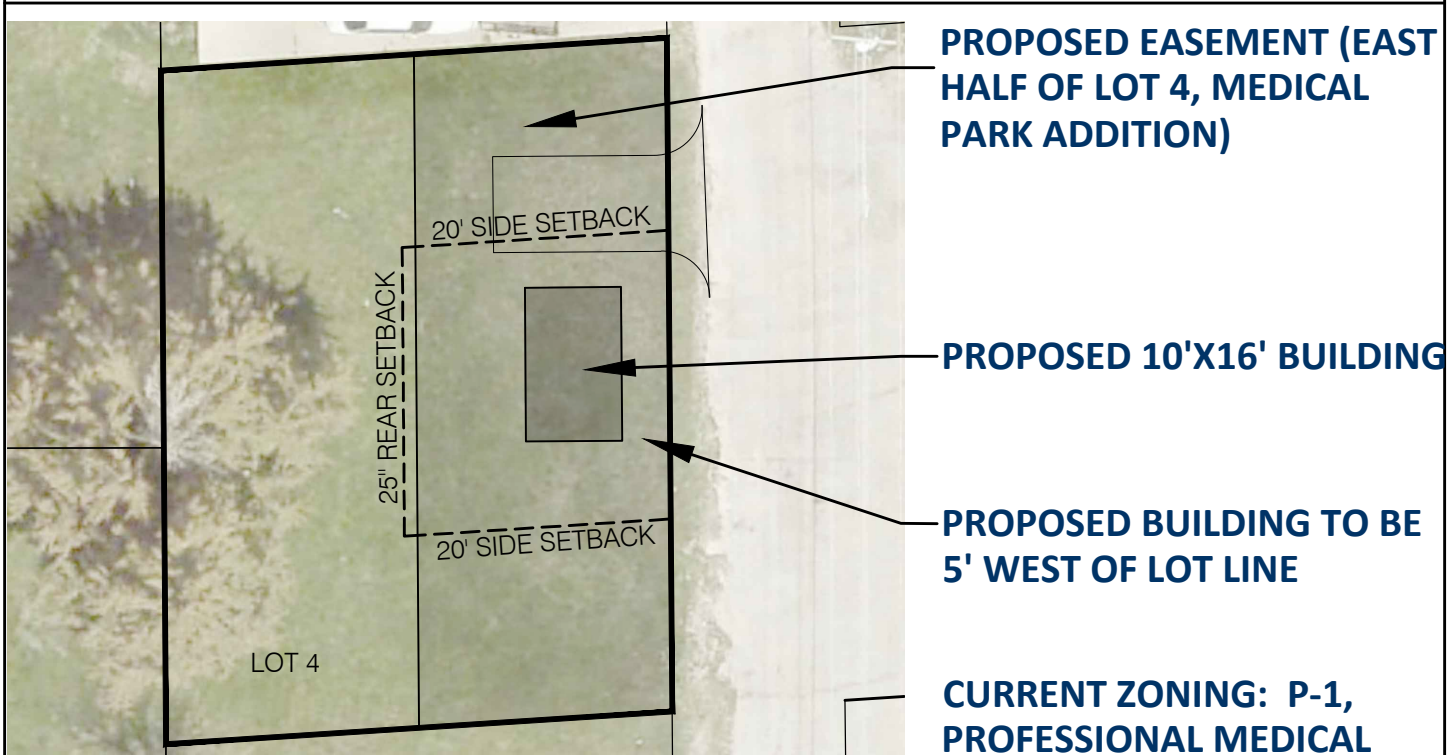 PROPOSED EASEMENT (EAST
HALF OF LOT 4, MEDICAL
PARK ADDITION)
20' SIDE SETBACK
25" REAR SETBACK
PROPOSED 10'X16' BUILDING
PROPOSED BUILDING TO BE
5' WEST OF LOT LINE
20' SIDE SETBACK
LOT 4
CURRENT ZONING: P-1,
PROFESSIONAL MEDICAL